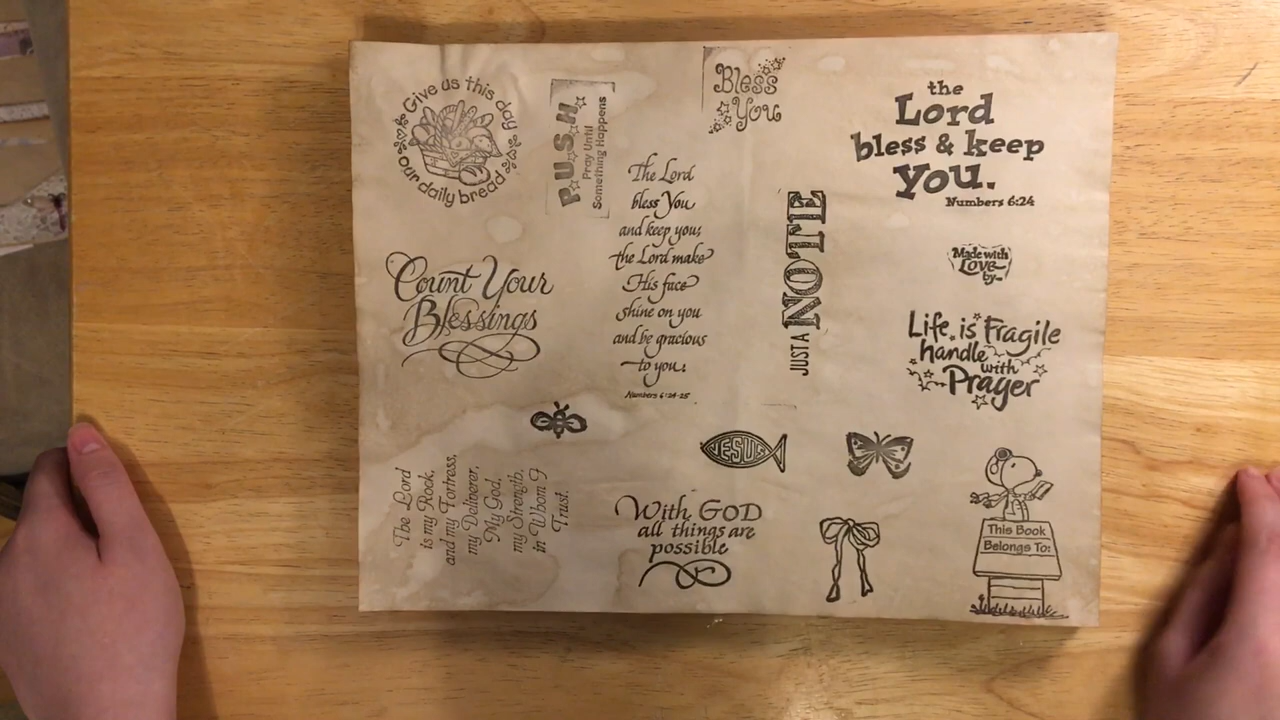 Give us this day
our daily bread
P.U.S.H.
Pray Until
Something Happens
Bless
You
the
Lord
bless & keep
you.
Numbers 6:24
The Lord
bless You
and keep you;
the Lord make
His face
shine on you
and be gracious
to you.
Numbers 6:24-25
JUST A NOTE
Made with
Love
by
Count Your
Blessings
Life is Fragile
handle
with
Prayer
The Lord
is my Rock,
and my Fortress,
my Deliverer,
My God,
my Strength,
in Whom I
Trust.
JESUS
With GOD
all things are
possible
This Book
Belongs To: